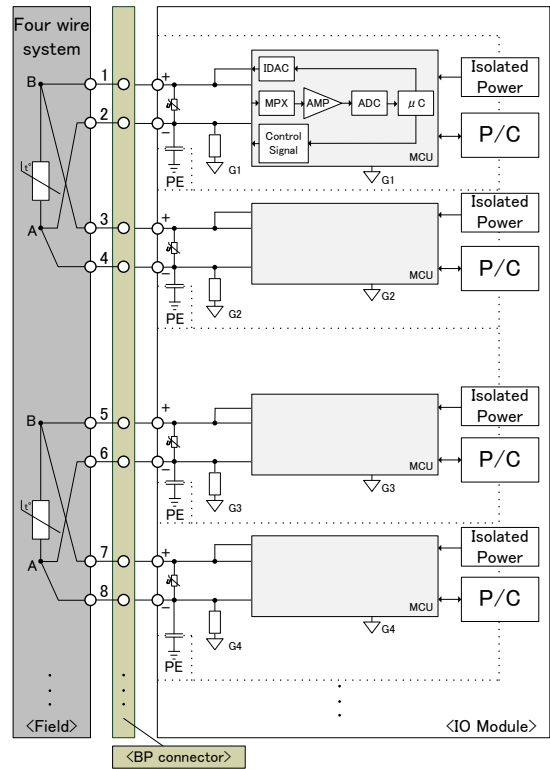 Four wire
system
B
1
2
t°
A
3
4
+
−
PE
G1
IDAC
MPX
AMP
ADC
μC
Control
Signal
MCU
G1
Isolated
Power
P/C
+
−
PE
G2
MCU
G2
Isolated
Power
P/C
B
5
6
t°
A
7
8
+
−
PE
G3
MCU
G3
Isolated
Power
P/C
+
−
PE
G4
MCU
G4
Isolated
Power
P/C
<Field>
<IO Module>
<BP connector>